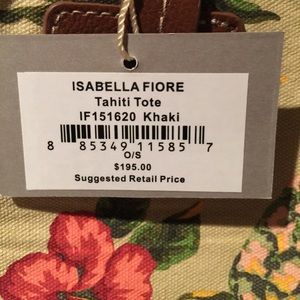 ISABELLA FIORE
Tahiti Tote
IF151620 Khaki
8 85349 11585 7
O/S
$195.00
Suggested Retail Price